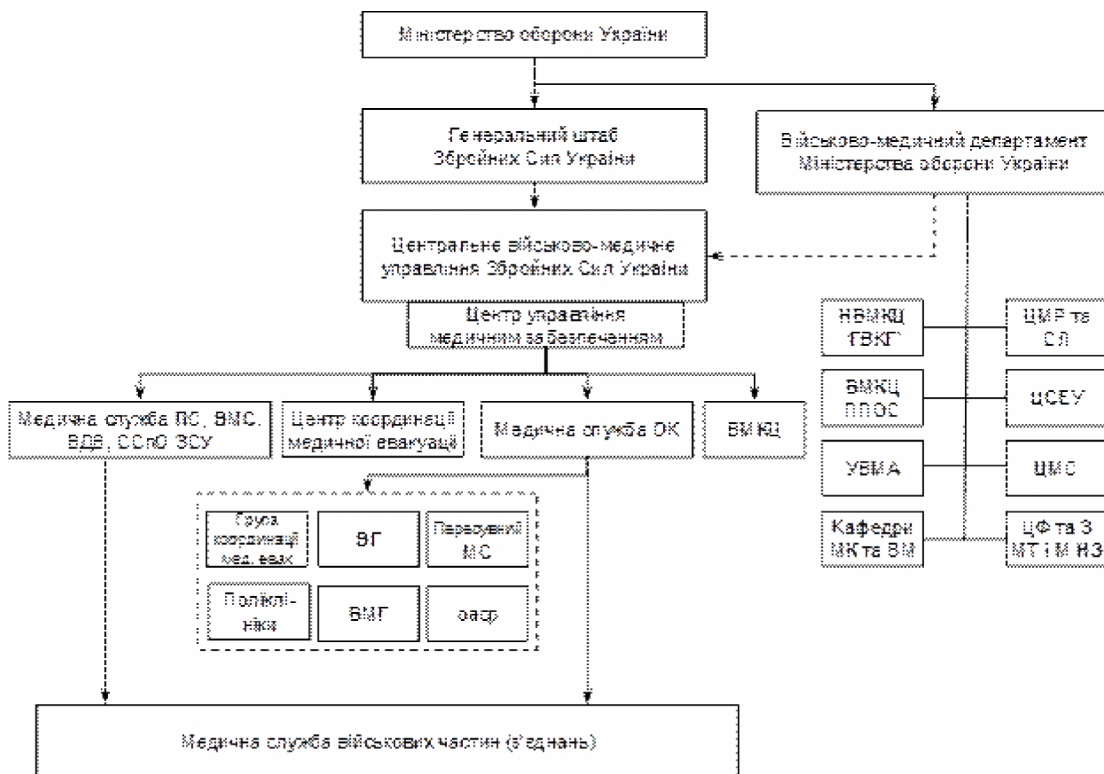 Міністерство оборони України
Генеральний штаб
Збройних Сил України
Військово-медичний департамент
Міністерства оборони України
Центральне військово-медичне
управління Збройних Сил України
Центр управління
медичним забезпеченням
НВМКЦ
"ГВКГ"
ЦМР та
СЛ
ВМКЦ
ППОС
ЦСЕУ
УВМА
ЦМС
Кафедри
МК та ВМ
ЦФ та З
МТ і М НЗ
Медична служба ПС, ВМС,
ВДВ, ССпО ЗСУ
Центр координації
медичної евакуації
Медична служба ОК
ВМКЦ
Група
координації
мед. евак
ВГ
Пересувний
МС
Полiклi-
ніки
ВМГ
оаср
Медична служба військових частин (з'єднань)